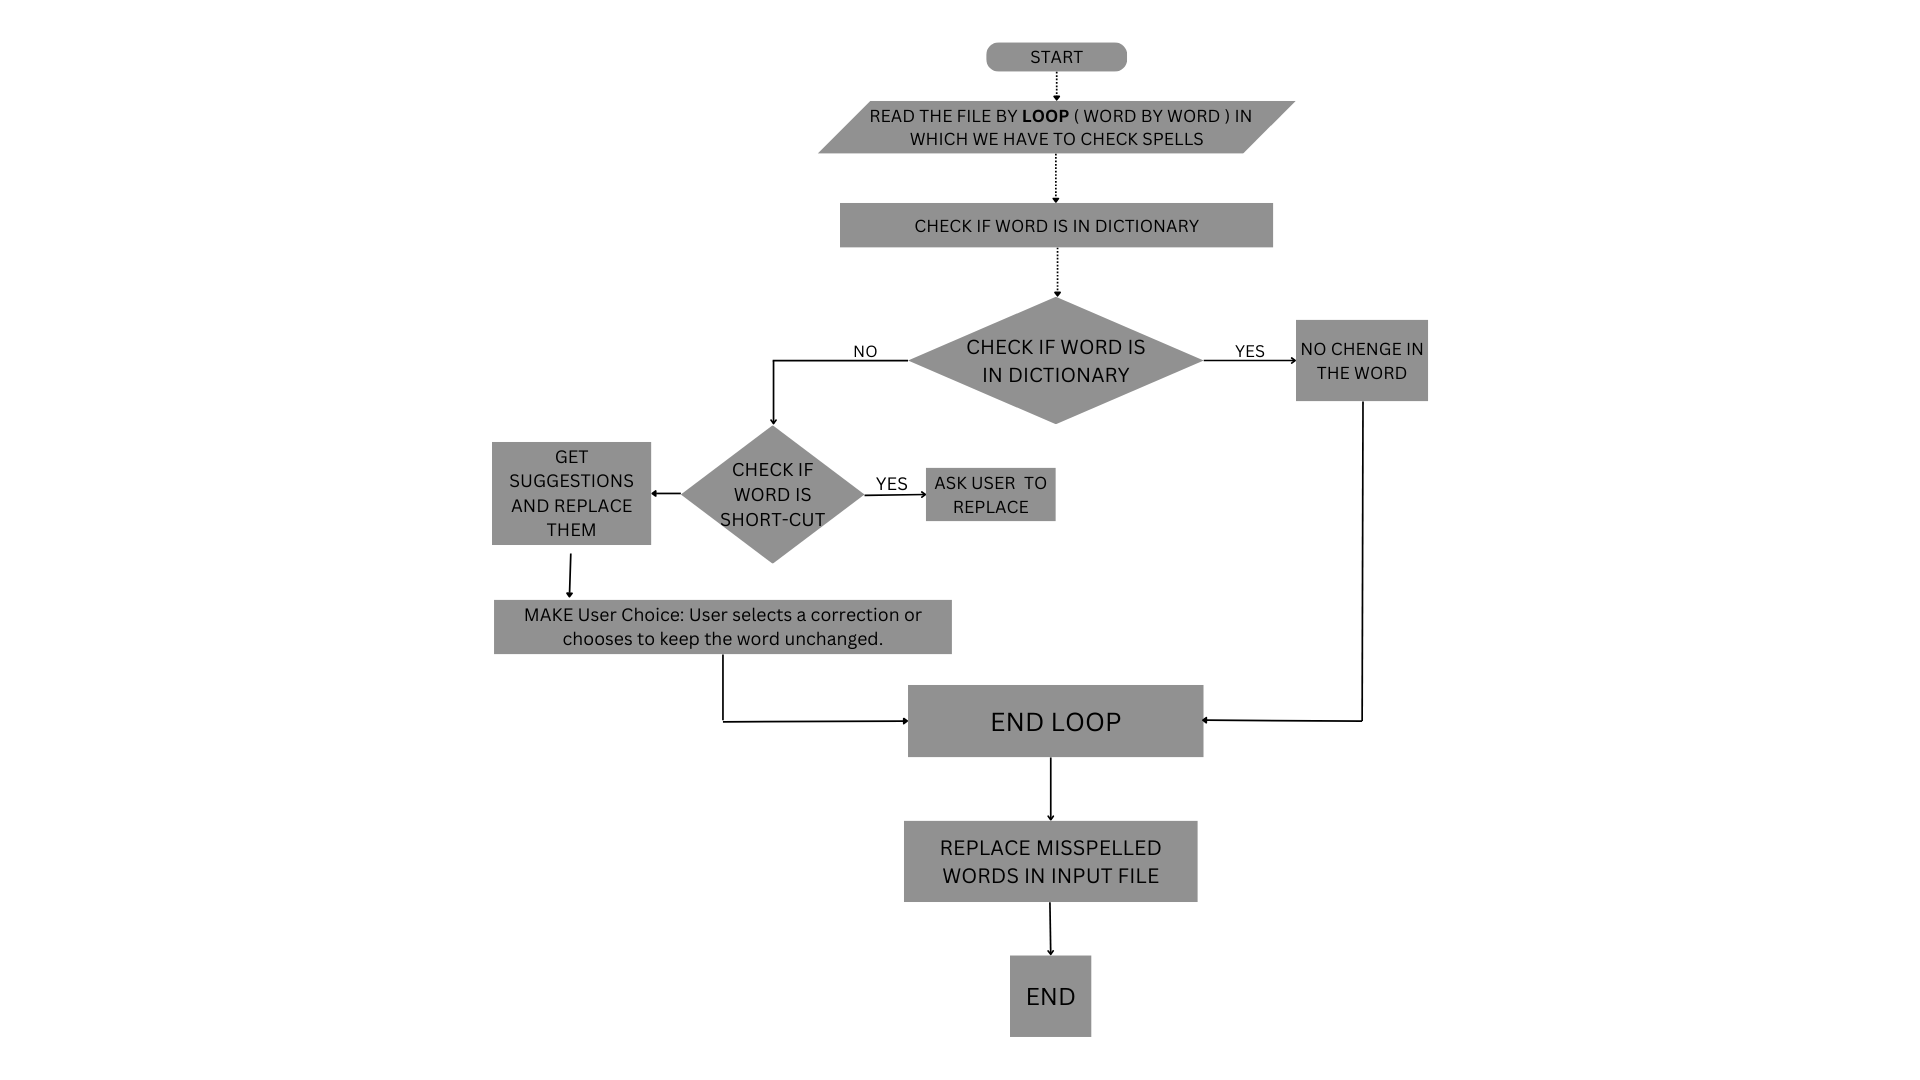 START
READ THE FILE BY LOOP ( WORD BY WORD ) IN
WHICH WE HAVE TO CHECK SPELLS
CHECK IF WORD IS IN DICTIONARY
CHECK IF WORD IS
IN DICTIONARY
NO
YES
NO CHENGE IN
THE WORD
CHECK IF
WORD IS
SHORT-CUT
YES
ASK USER TO
REPLACE
GET
SUGGESTIONS
AND REPLACE
THEM
MAKE User Choice: User selects a correction or
chooses to keep the word unchanged.
END LOOP
REPLACE MISSPELLED
WORDS IN INPUT FILE
END